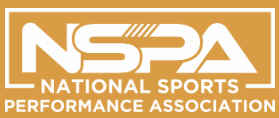 NSPA
NATIONAL SPORTS
PERFORMANCE ASSOCIATION